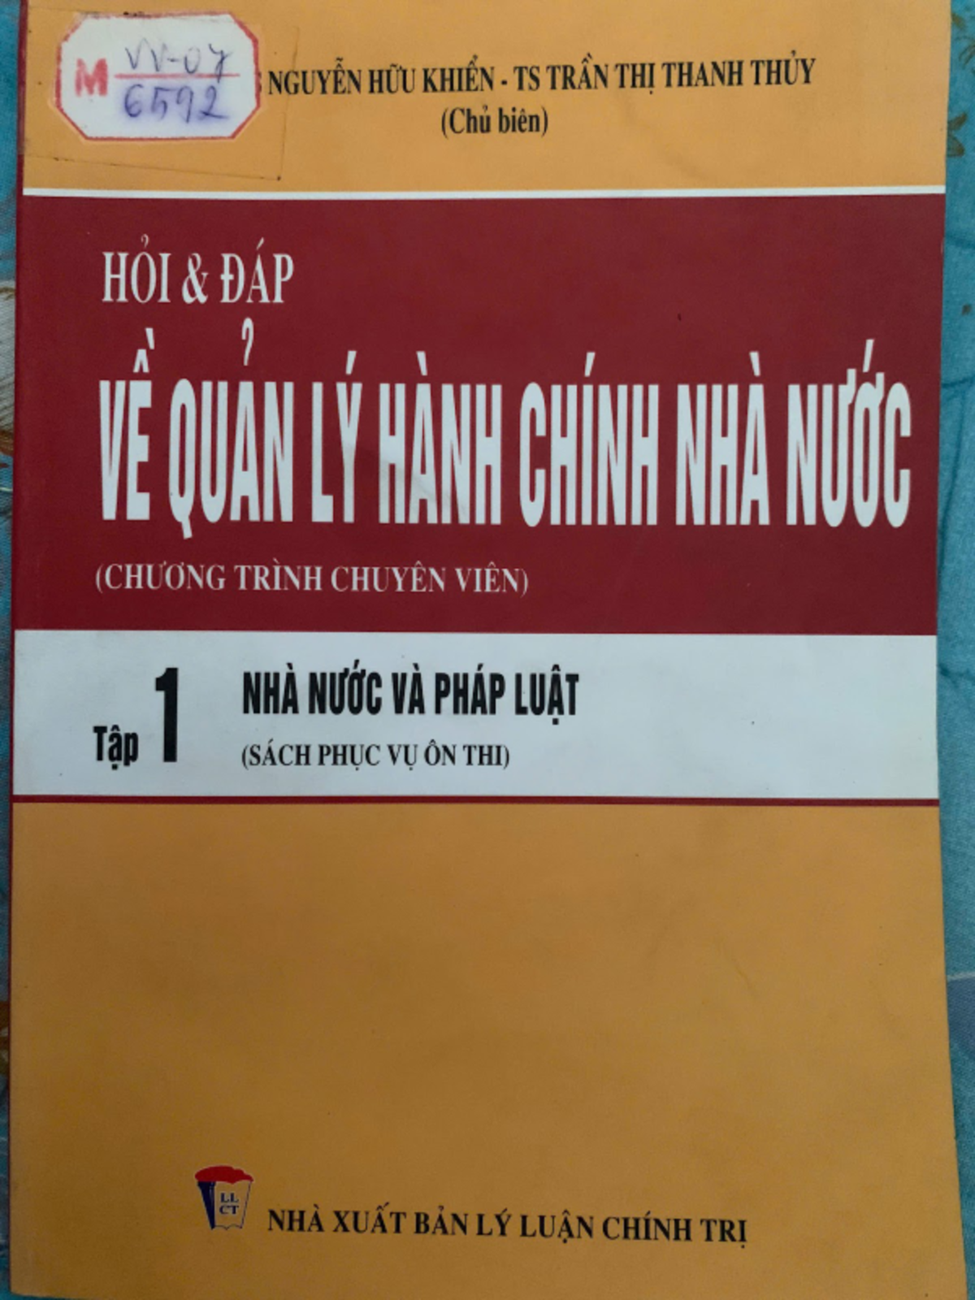 M VV-07
6592
NGUYỄN HỮU KHIỂN - TS TRẦN THỊ THANH THỦY
(Chủ biên)
HỎI & ĐÁP
VỀ QUẢN LÝ HÀNH CHÍNH NHÀ NƯỚC
(CHƯƠNG TRÌNH CHUYÊN VIÊN)
Tập 1
NHÀ NƯỚC VÀ PHÁP LUẬT
(SÁCH PHỤC VỤ ÔN THI)
LL
CT
NHÀ XUẤT BẢN LÝ LUẬN CHÍNH TRỊ